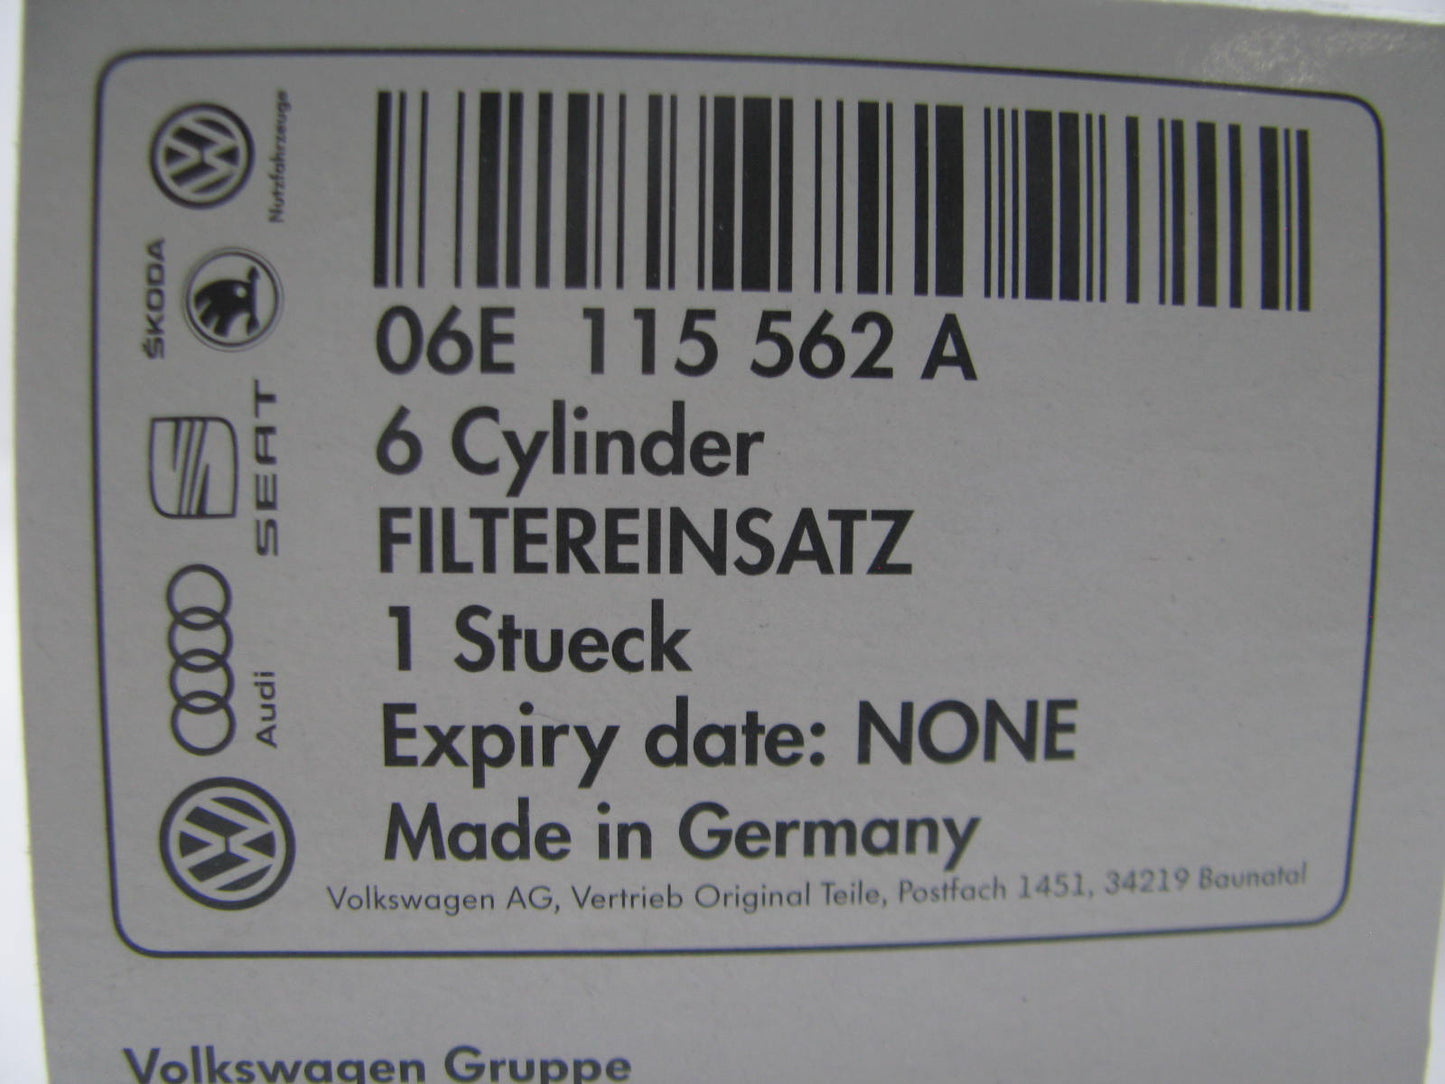 Nutzfahrzeuge
ŠKODA
SEAT
Audi
06E 115 562 A
6 Cylinder
FILTEREINSATZ
1 Stueck
Expiry date: NONE
Made in Germany
Volkswagen AG, Vertrieb Original Teile, Postfach 1451, 34219 Baunatal
Volkswagen Gruppe